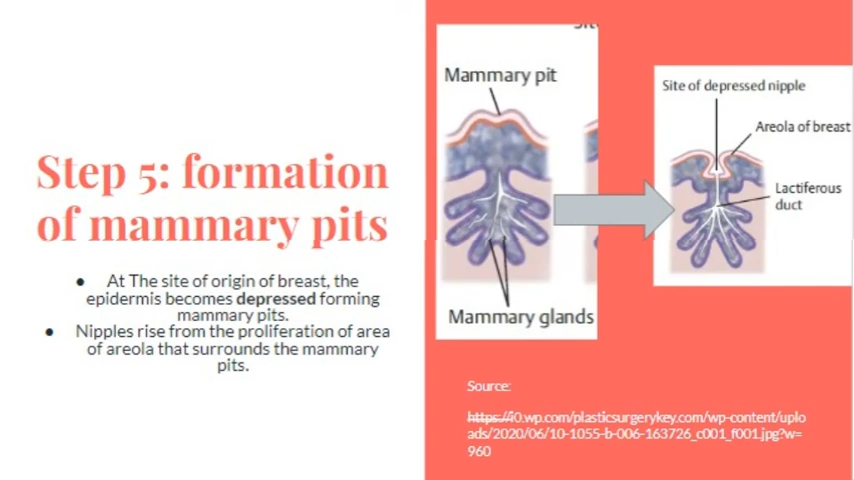 Step 5: formation
of mammary pits
● At The site of origin of breast, the
epidermis becomes depressed forming
mammary pits.
● Nipples rise from the proliferation of area
of areola that surrounds the mammary
pits.
Mammary pit
Mammary glands
Site of depressed nipple
Areola of breast
Lactiferous
duct
Source:
https://i0.wp.com/plasticsurgerykey.com/wp-content/uplo
ads/2020/06/10-1055-b-006-163726_c001_f001.jpg?w=
960